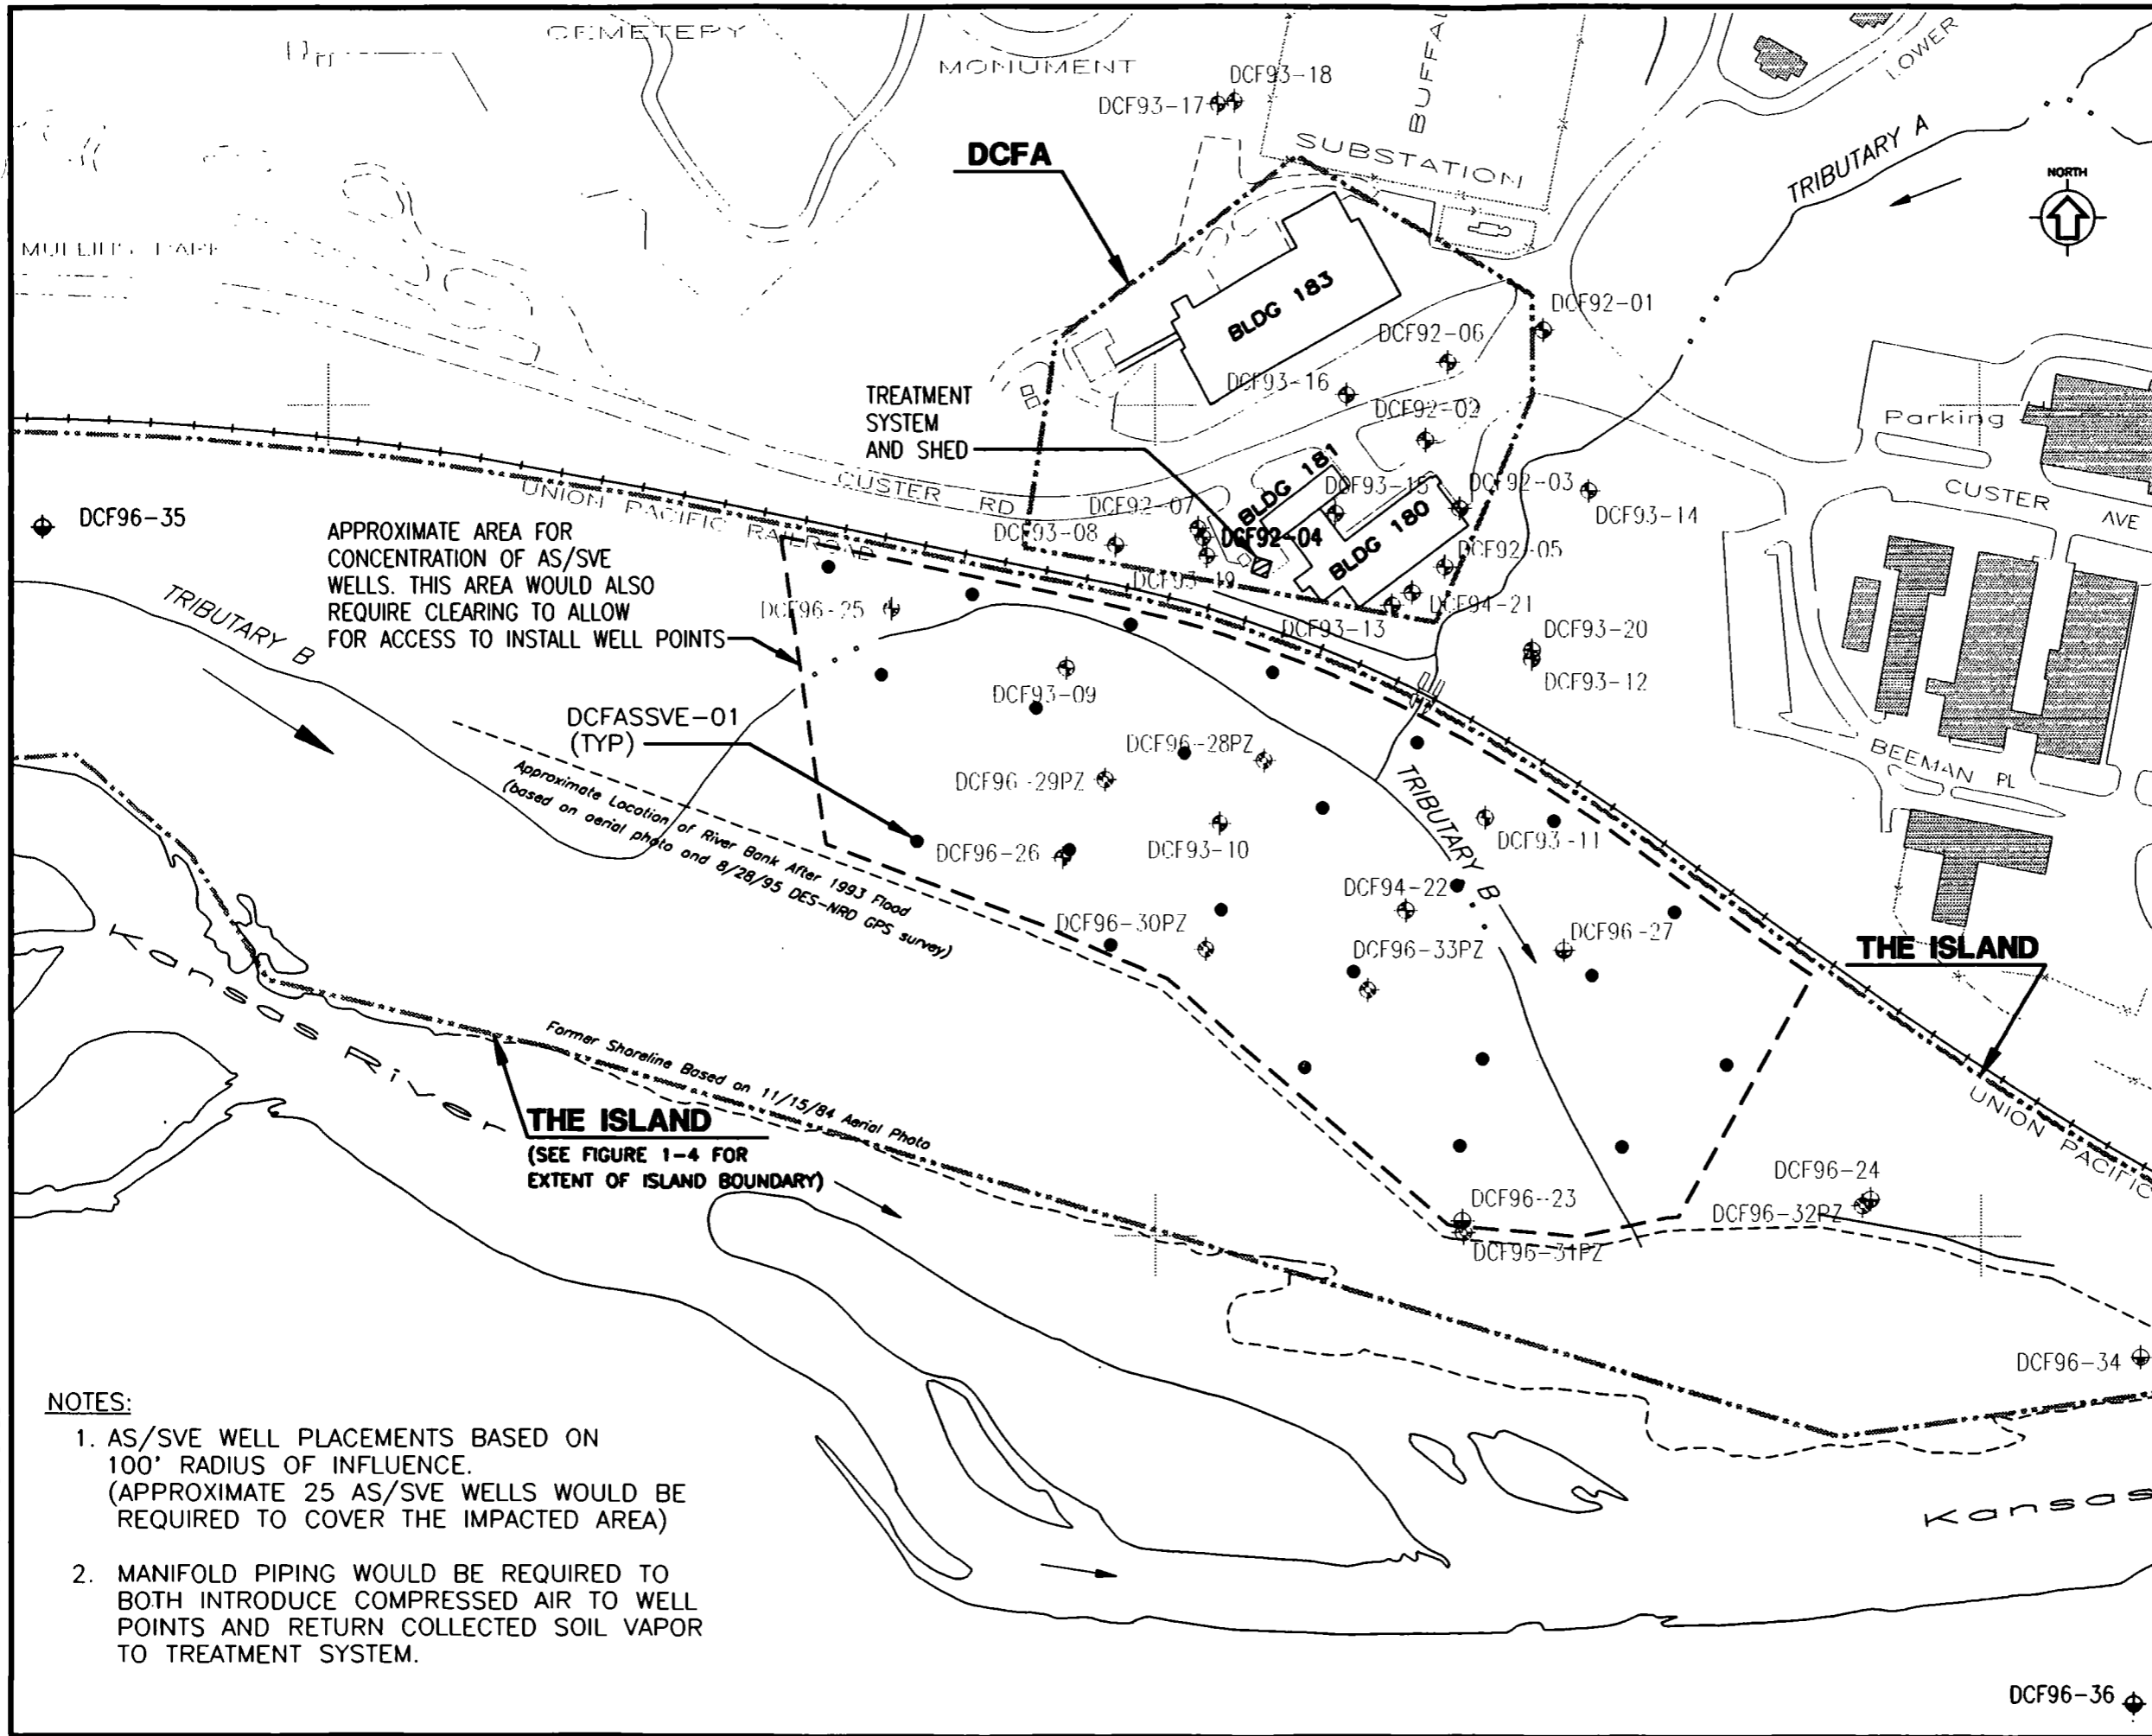 CEMETERY
MONUMENT
BUFFAL
LOWER
DCF93-18
DCF93-17
SUBSTATION
TRIBUTARY A
DCFA
NORTH
MULLINS PARK
BLDG 183
DCF92-01
DCF92-06
DCF93-16
DCF92-02
TREATMENT
SYSTEM
AND SHED
Parking
BLDG 181
CUSTER RD
UNION PACIFIC RAILROAD
DCF92-07
DCF93-15
DCF92-03
CUSTER AVE
DCF93-14
DCF96-35
DCF93-08
DCF92-04
BLDG 180
DCF92-05
APPROXIMATE AREA FOR
CONCENTRATION OF AS/SVE
WELLS. THIS AREA WOULD ALSO
REQUIRE CLEARING TO ALLOW
FOR ACCESS TO INSTALL WELL POINTS
DCF93-19
DCF96-25
DCF94-21
DCF93-13
DCF93-20
DCF93-12
TRIBUTARY B
DCF93-09
DCFASSVE-01
(TYP)
DCF96-28PZ
DCF96-29PZ
BEEMAN PL
TRIBUTARY B
Approximate Location of River Bank After 1993 Flood
(based on aerial photo and 8/28/95 DES-NRD GPS survey)
DCF96-26
DCF93-10
DCF93-11
DCF94-22
DCF96-30PZ
DCF96-33PZ
DCF96-27
THE ISLAND
Kansas River
Former Shoreline Based on 11/15/84 Aerial Photo
THE ISLAND
(SEE FIGURE 1-4 FOR
EXTENT OF ISLAND BOUNDARY)
UNION PACIFIC
DCF96-24
DCF96-23
DCF96-32PZ
DCF96-31PZ
DCF96-34
NOTES:
1. AS/SVE WELL PLACEMENTS BASED ON
100' RADIUS OF INFLUENCE.
(APPROXIMATE 25 AS/SVE WELLS WOULD BE
REQUIRED TO COVER THE IMPACTED AREA)
Kansas
2. MANIFOLD PIPING WOULD BE REQUIRED TO
BOTH INTRODUCE COMPRESSED AIR TO WELL
POINTS AND RETURN COLLECTED SOIL VAPOR
TO TREATMENT SYSTEM.
DCF96-36